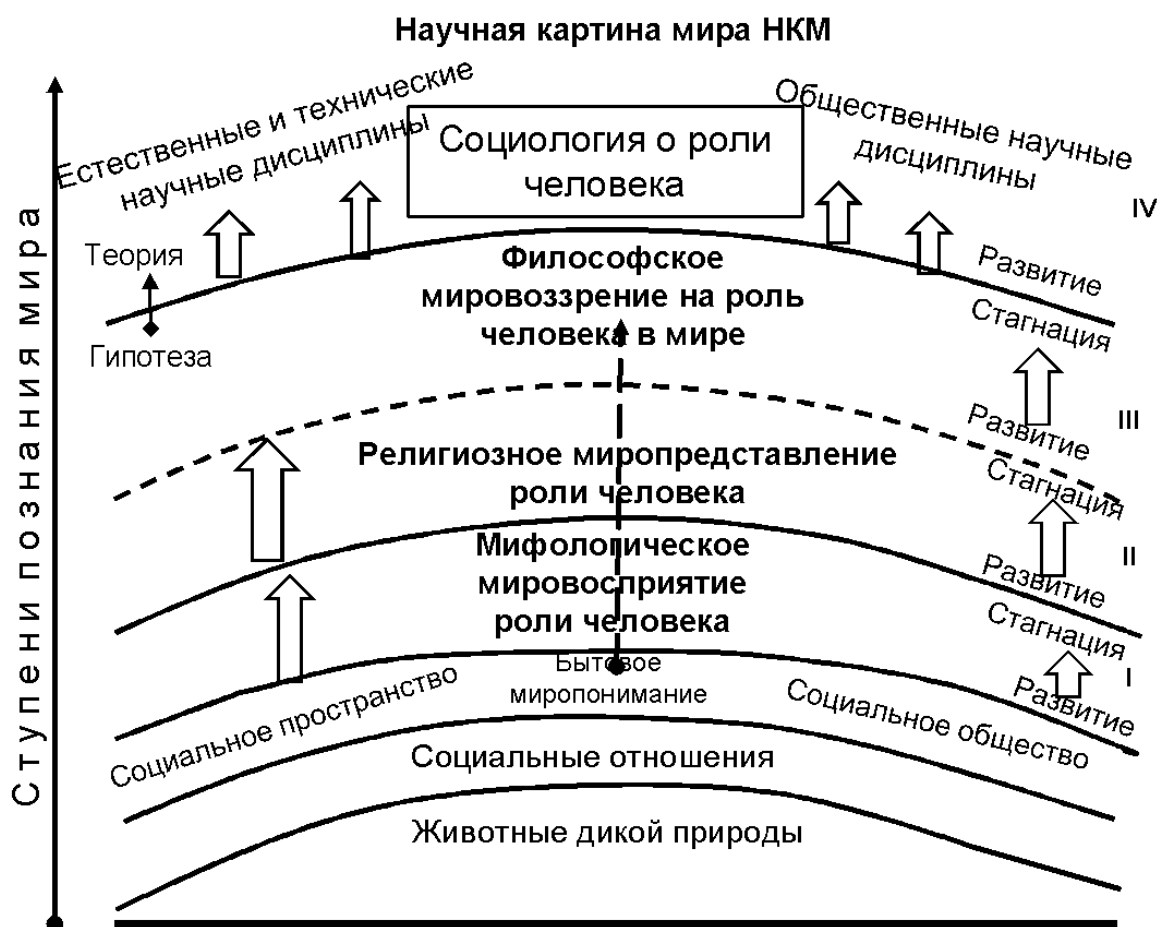 Научная картина мира НКМ
Ступени познания мира
Естественные и технические
научные дисциплины
Социология о роли
человека
Общественные научные
дисциплины
IV
Теория
Гипотеза
Философское
мировоззрение на роль
человека в мире
Развитие
Стагнация
III
Развитие
Стагнация
Религиозное миропредставление
роли человека
II
Развитие
Стагнация
Мифологическое
мировосприятие
роли человека
I
Развитие
Бытовое
миропонимание
Социальное пространство
Социальное общество
Социальные отношения
Животные дикой природы